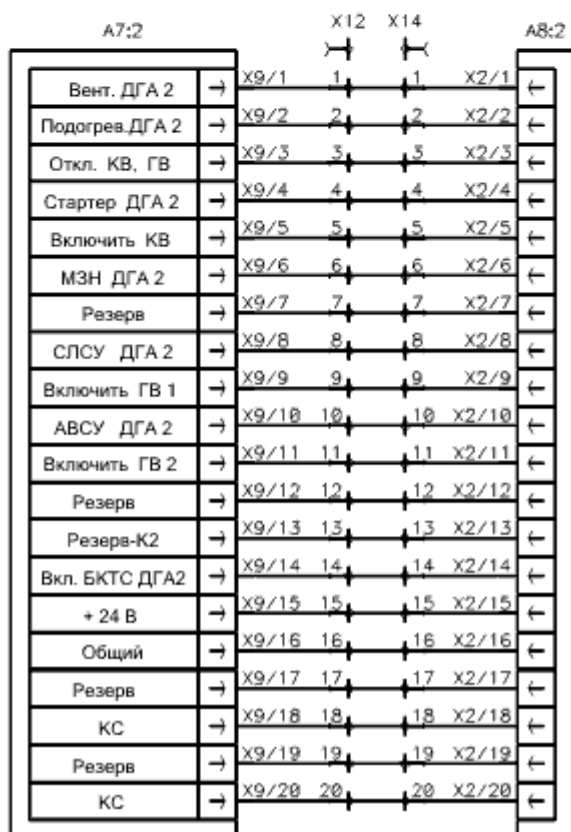 X12 X14
A7:2 A8:2
Вент. ДГА 2 X9/1 1 1 X2/1
Подогрев.ДГА 2 X9/2 2 2 X2/2
Откл. КВ, ГВ X9/3 3 3 X2/3
Стартер ДГА 2 X9/4 4 4 X2/4
Включить КВ X9/5 5 5 X2/5
МЗН ДГА 2 X9/6 6 6 X2/6
Резерв X9/7 7 7 X2/7
СЛСУ ДГА 2 X9/8 8 8 X2/8
Включить ГВ 1 X9/9 9 9 X2/9
АВСУ ДГА 2 X9/10 10 10 X2/10
Включить ГВ 2 X9/11 11 11 X2/11
Резерв X9/12 12 12 X2/12
Резерв-К2 X9/13 13 13 X2/13
Вкл. БКТС ДГА2 X9/14 14 14 X2/14
+ 24 В X9/15 15 15 X2/15
Общий X9/16 16 16 X2/16
Резерв X9/17 17 17 X2/17
КС X9/18 18 18 X2/18
Резерв X9/19 19 19 X2/19
КС X9/20 20 20 X2/20